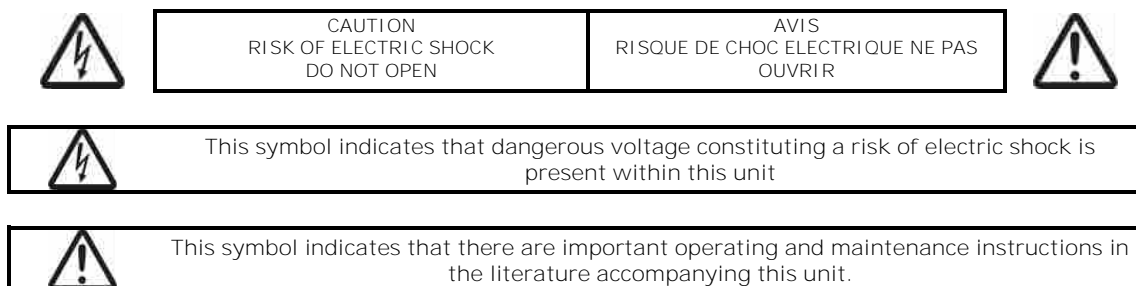 CAUTION
RISK OF ELECTRIC SHOCK
DO NOT OPEN
AVIS
RISQUE DE CHOC ELECTRIQUE NE PAS
OUVRIR
This symbol indicates that dangerous voltage constituting a risk of electric shock is
present within this unit
This symbol indicates that there are important operating and maintenance instructions in
the literature accompanying this unit.